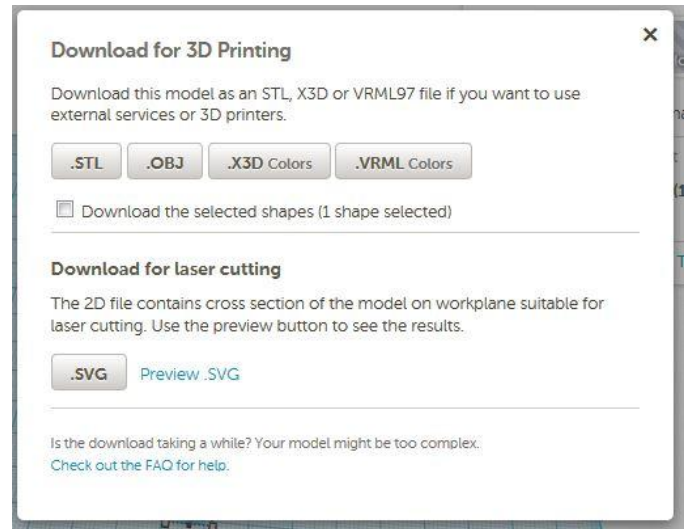 Download for 3D Printing
Download this model as an STL, X3D or VRML97 file if you want to use
external services or 3D printers.
.STL .OBJ .X3D Colors .VRML Colors
Download the selected shapes (1 shape selected)
Download for laser cutting
The 2D file contains cross section of the model on workplane suitable for
laser cutting. Use the preview button to see the results.
.SVG Preview .SVG
Is the download taking a while? Your model might be too complex.
Check out the FAQ for help.